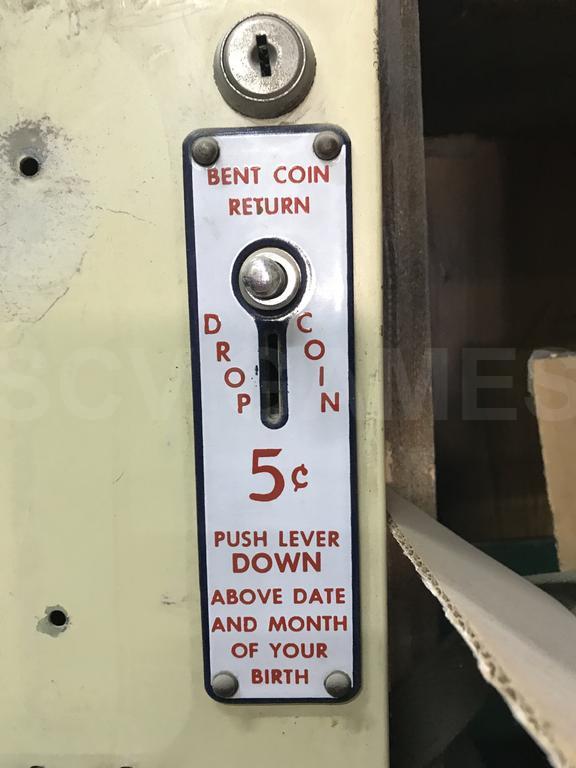 BENT COIN
RETURN
DROP
COIN
5¢
PUSH LEVER
DOWN
ABOVE DATE
AND MONTH
OF YOUR
BIRTH